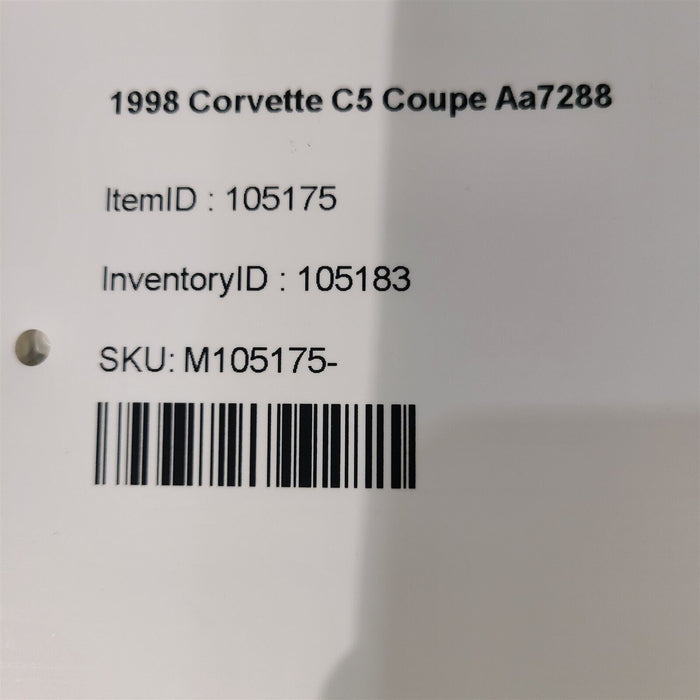 1998 Corvette C5 Coupe Aa7288
ItemID : 105175
InventoryID : 105183
SKU: M105175-